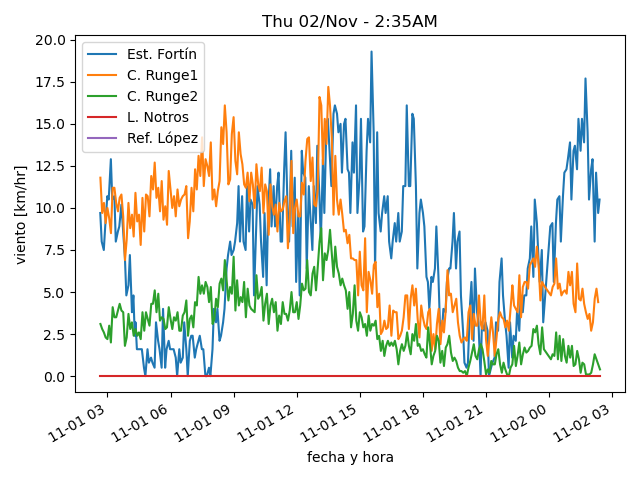 Thu 02/Nov - 2:35AM
20.0
17.5
15.0
12.5
10.0
7.5
5.0
2.5
0.0
viento [km/hr]
Est. Fortín
C. Runge1
C. Runge2
L. Notros
Ref. López
11-01 03
11-01 06
11-01 09
11-01 12
11-01 15
11-01 18
11-01 21
11-02 00
11-02 03
fecha y hora